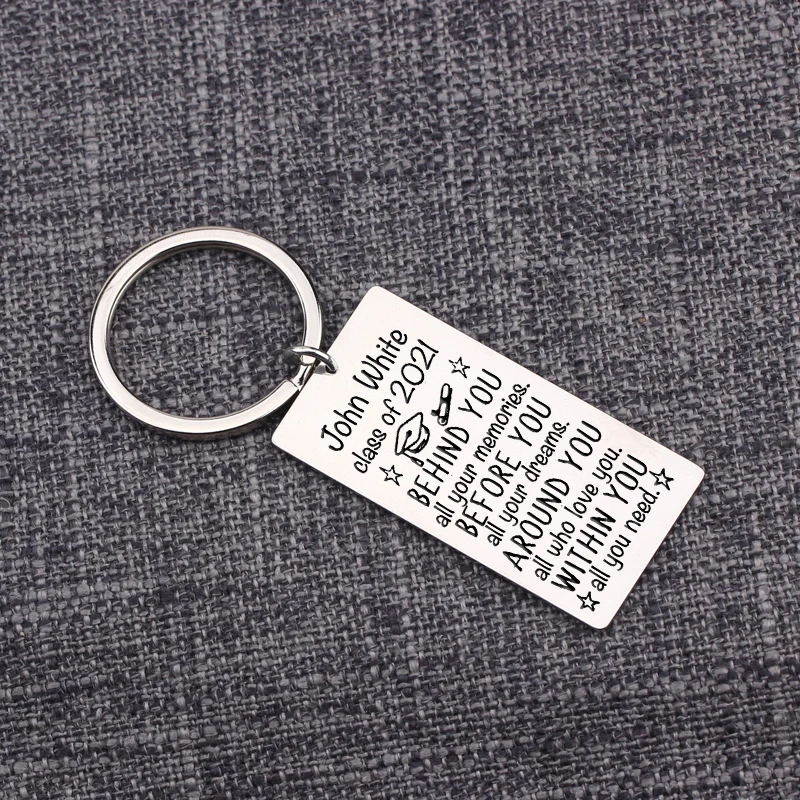 John White
class of 2021
BEHIND YOU
all your memories.
BEFORE YOU
all your dreams.
AROUND YOU
all who love you.
WITHIN YOU
all you need.